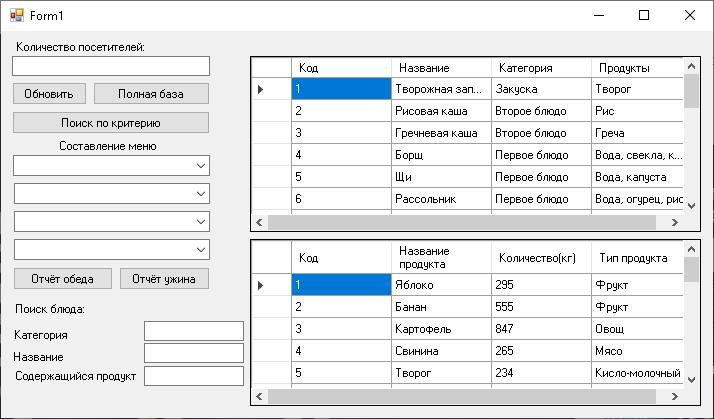 Form1
Количество посетителей:
Обновить Полная база
Поиск по критерию
Составление меню
Отчёт обеда Отчёт ужина
Поиск блюда:
Категория
Название
Содержащийся продукт
Код Название Категория Продукты
1 Творожная зап... Закуска Творог
2 Рисовая каша Второе блюдо Рис
3 Гречневая каша Второе блюдо Греча
4 Борщ Первое блюдо Вода, свекла, к...
5 Щи Первое блюдо Вода, капуста
6 Рассольник Первое блюдо Вода, огурец, рис
Код Название продукта Количество(кг) Тип продукта
1 Яблоко 295 Фрукт
2 Банан 555 Фрукт
3 Картофель 847 Овощ
4 Свинина 265 Мясо
5 Творог 234 Кисло-молочный